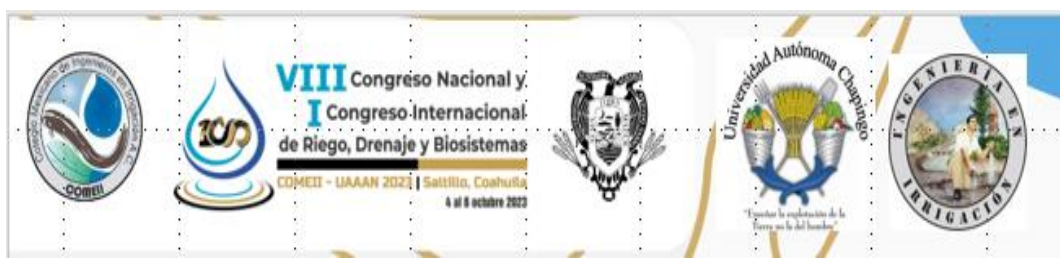 Colegio Mexicano de Ingenieros en Irrigación A.C.
COMEII
VIII Congreso Nacional y
I Congreso Internacional
de Riego, Drenaje y Biosistemas
COMEII - UAAAN 2023 | Saltillo, Coahuila
4 al 8 octubre 2023
Universidad Autónoma Chapingo
"Enseñar la explotación de la
Tierra no la del hombre"
INGENIERÍA EN
IRRIGACIÓN